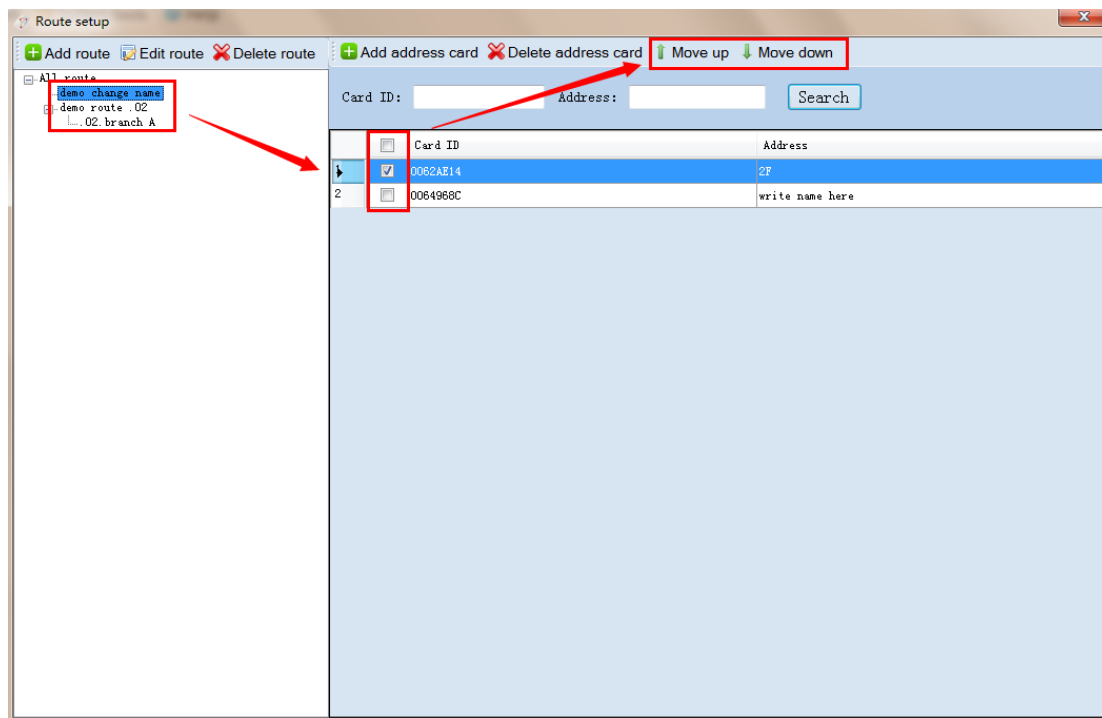 Route setup
Add route Edit route Delete route Add address card Delete address card Move up Move down
All route
demo change name
demo route .02
.02.branch A
Card ID: Address: Search
Card ID Address
1 0062AE14 2F
2 0064968C write name here